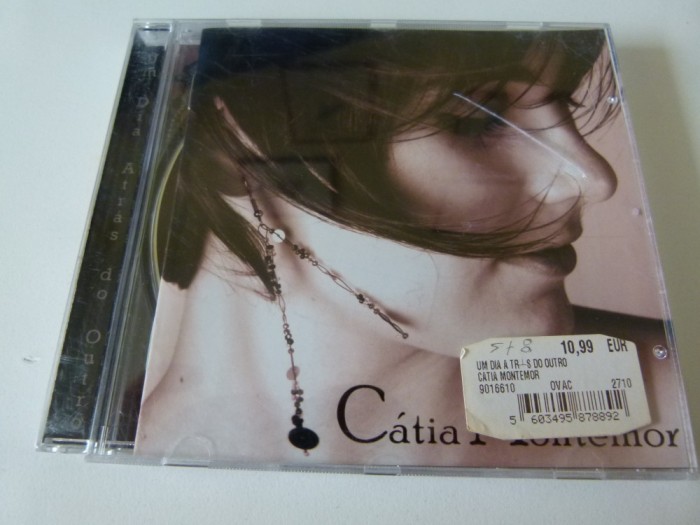 Um Dia Atrás do Outro
5+8 10,99 EUR
UM DIA A TR÷S DO OUTRO
CATIA MONTEMOR
9016610 OVAC 2710
5 603495 878892
Cátia Montemor